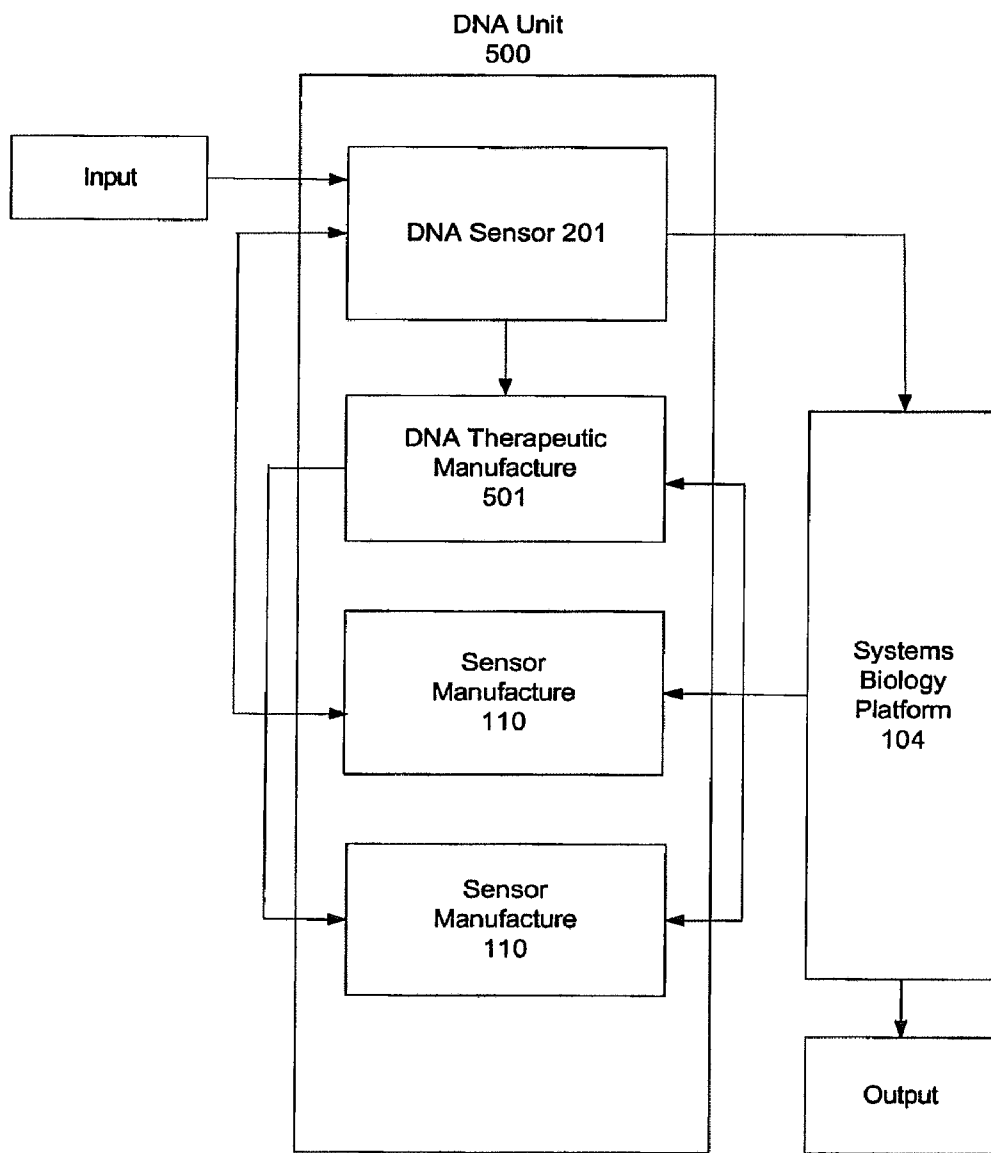 DNA Unit
500
Input
DNA Sensor 201
DNA Therapeutic
Manufacture
501
Sensor
Manufacture
110
Systems
Biology
Platform
104
Sensor
Manufacture
110
Output